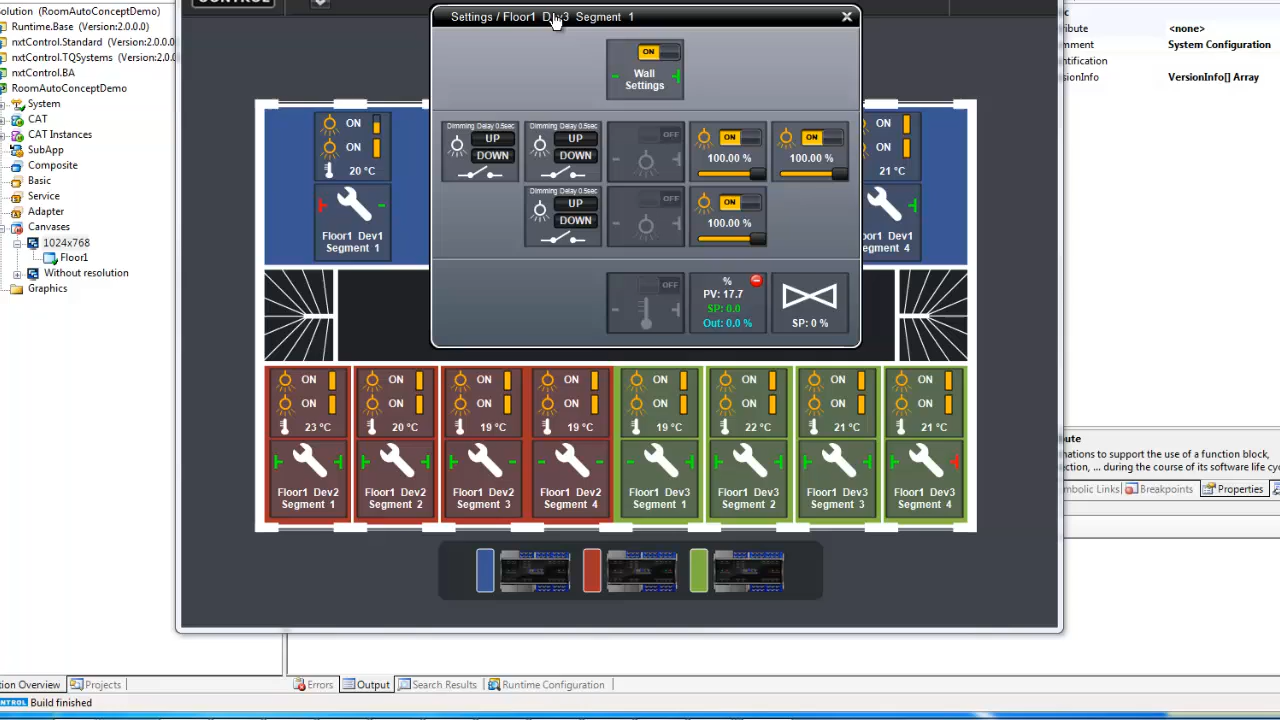 CONTROL
Settings / Floor1 Dev3 Segment 1
olution (RoomAutoConceptDemo)
Runtime.Base (Version:2.0.0.0)
nxtControl.Standard (Version:2.0.0.0
nxtControl.TQSystems (Version:2.0.0
nxtControl.BA
RoomAutoConceptDemo
System
CAT
CAT Instances
SubApp
Composite
Basic
Service
Adapter
Canvases
1024x768
Floor1
Without resolution
Graphics
ribute <none>
mment System Configuration
ntification
sionInfo VersionInfo[] Array
ON
Wall
Settings
Dimming Delay 0.5sec
UP
DOWN
Dimming Delay 0.5sec
UP
DOWN
OFF
ON
100.00 %
ON
100.00 %
Dimming Delay 0.5sec
UP
DOWN
OFF
ON
100.00 %
OFF
%
PV: 17.7
SP: 0.0
Out: 0.0 %
SP: 0 %
ON
ON
20 °C
Floor1 Dev1
Segment 1
ON
ON
21 °C
Floor1 Dev1
Segment 4
ON
ON
23 °C
Floor1 Dev2
Segment 1
ON
ON
20 °C
Floor1 Dev2
Segment 2
ON
ON
19 °C
Floor1 Dev2
Segment 3
ON
ON
19 °C
Floor1 Dev2
Segment 4
ON
ON
19 °C
Floor1 Dev3
Segment 1
ON
ON
22 °C
Floor1 Dev3
Segment 2
ON
ON
21 °C
Floor1 Dev3
Segment 3
ON
ON
21 °C
Floor1 Dev3
Segment 4
ute
nations to support the use of a function block,
ection, ... during the course of its software life cyc
mbolic Links Breakpoints Properties
ion Overview Projects
Errors Output Search Results Runtime Configuration
NTROL Build finished